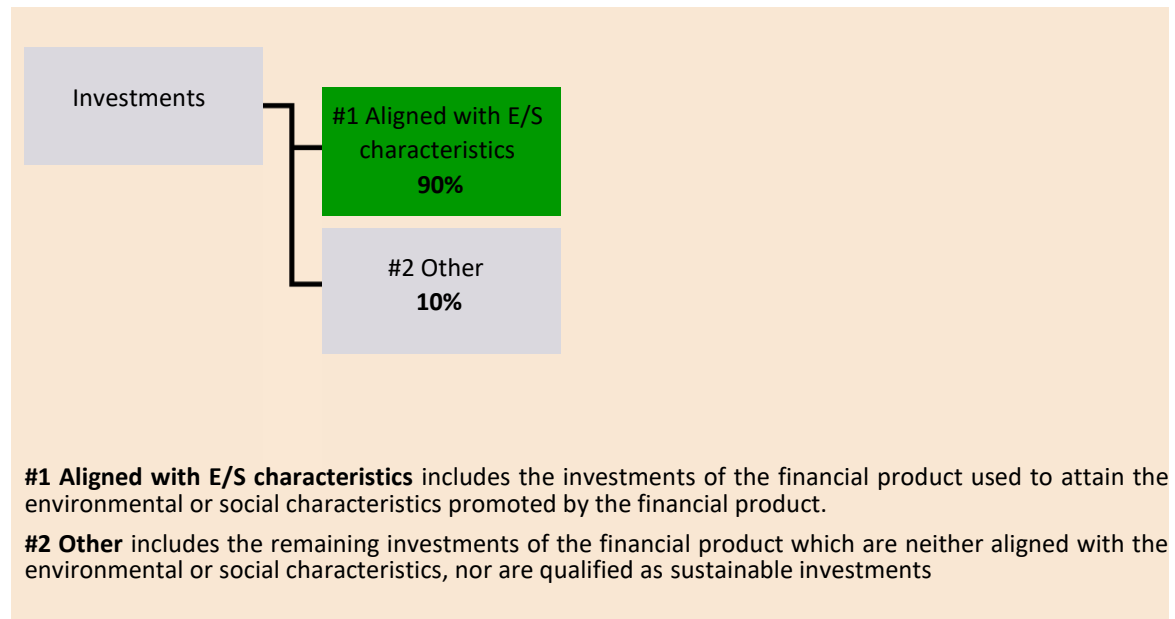 Investments
#1 Aligned with E/S
characteristics
90%
#2 Other
10%
#1 Aligned with E/S characteristics includes the investments of the financial product used to attain the
environmental or social characteristics promoted by the financial product.
#2 Other includes the remaining investments of the financial product which are neither aligned with the
environmental or social characteristics, nor are qualified as sustainable investments